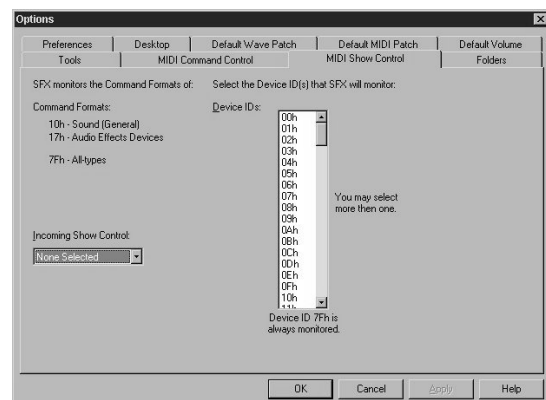 Options
Preferences Desktop Default Wave Patch Default MIDI Patch Default Volume
Tools MIDI Command Control MIDI Show Control Folders
SFX monitors the Command Formats of: Select the Device ID(s) that SFX will monitor:
Command Formats: Device IDs:
10h - Sound (General)
17h - Audio Effects Devices
7Fh - All-types
00h
01h
02h
03h
04h
05h
06h
07h
08h
09h
0Ah
0Bh
0Ch
0Dh
0Eh
0Fh
10h
11h
You may select
more then one.
Incoming Show Control:
None Selected
Device ID 7Fh is
always monitored.
OK Cancel Apply Help